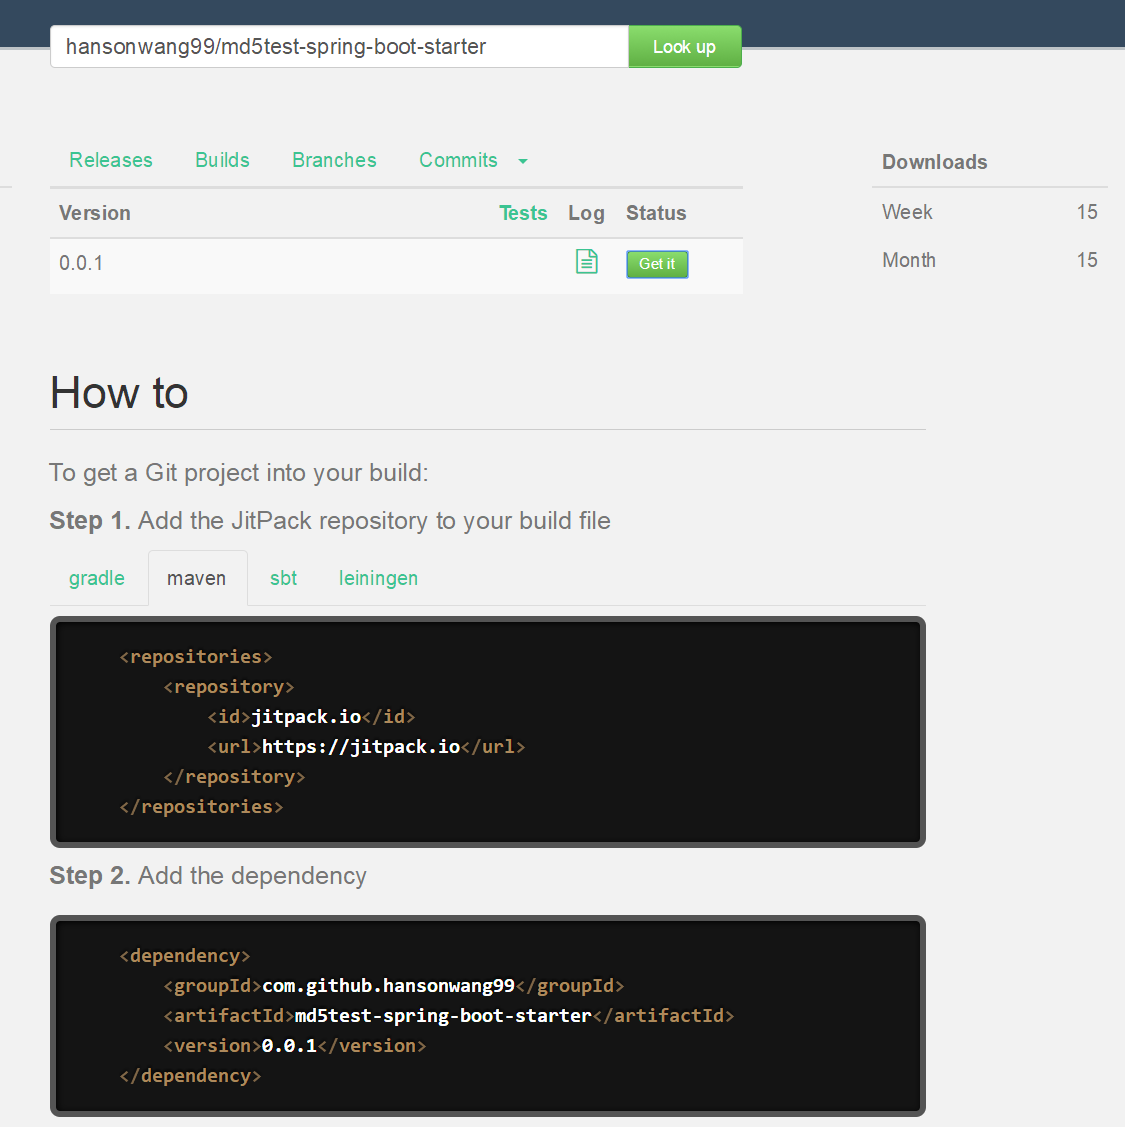 hansonwang99/md5test-spring-boot-starter Look up
Releases Builds Branches Commits
Version Tests Log Status
0.0.1 Get it
Downloads
Week 15
Month 15
How to
To get a Git project into your build:
Step 1. Add the JitPack repository to your build file
gradle maven sbt leiningen
<repositories>
<repository>
<id>jitpack.io</id>
<url>https://jitpack.io</url>
</repository>
</repositories>
Step 2. Add the dependency
<dependency>
<groupId>com.github.hansonwang99</groupId>
<artifactId>md5test-spring-boot-starter</artifactId>
<version>0.0.1</version>
</dependency>